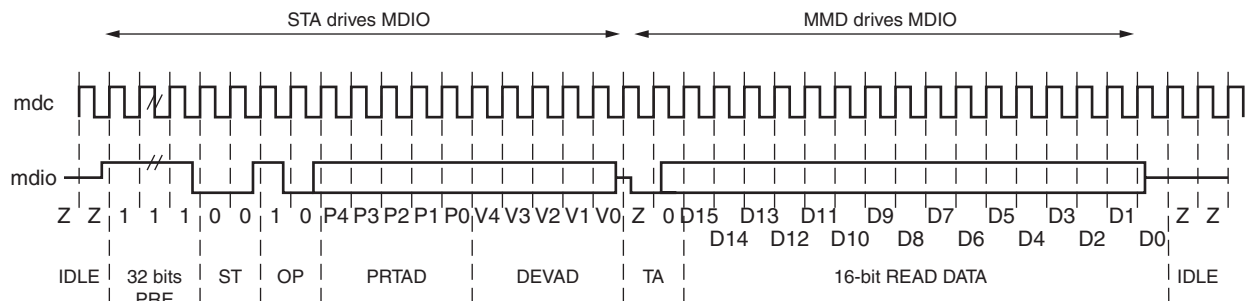 STA drives MDIO MMD drives MDIO
mdc
mdio
Z Z 1 1 1 0 0 1 0 P4 P3 P2 P1 P0 V4 V3 V2 V1 V0 Z 0 D15 D13 D11 D9 D7 D5 D3 D1 Z Z
D14 D12 D10 D8 D6 D4 D2 D0
IDLE 32 bits ST OP PRTAD DEVAD TA 16-bit READ DATA IDLE
PRE